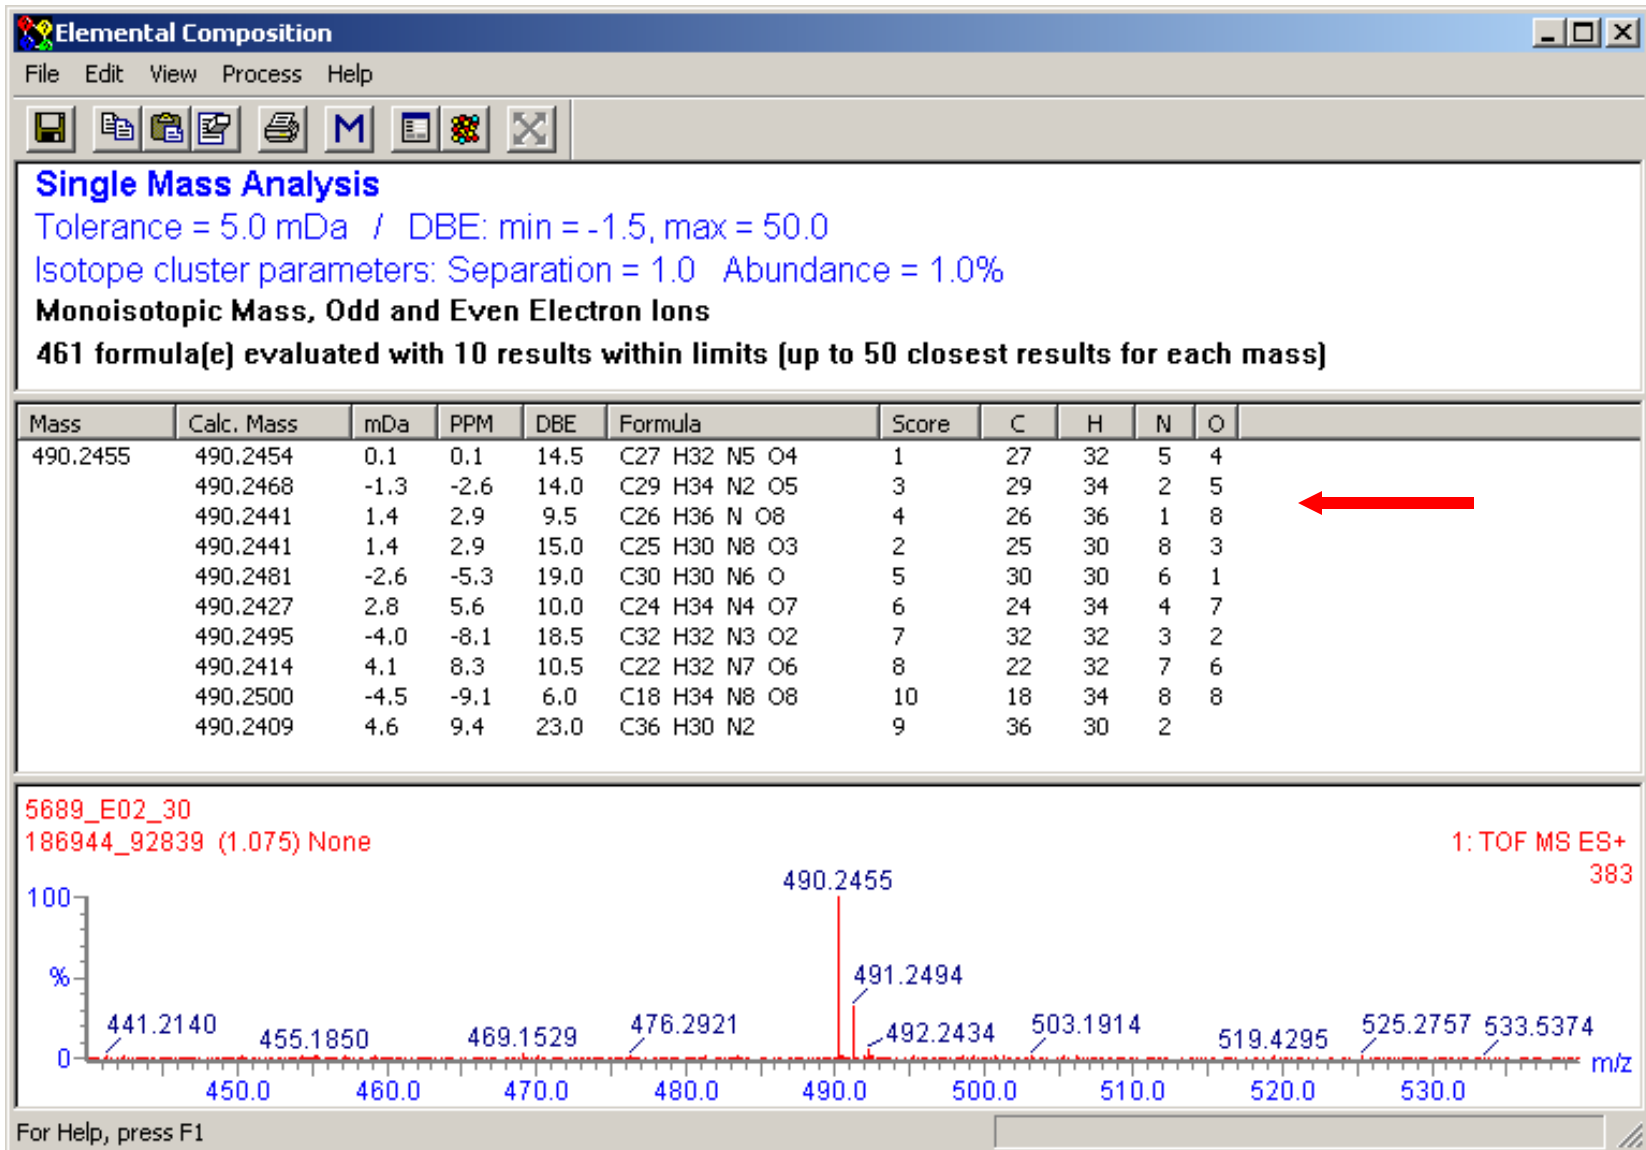 Elemental Composition
File Edit View Process Help
M
Single Mass Analysis
Tolerance = 5.0 mDa / DBE: min = -1.5, max = 50.0
Isotope cluster parameters: Separation = 1.0 Abundance = 1.0%
Monoisotopic Mass, Odd and Even Electron Ions
461 formula(e) evaluated with 10 results within limits (up to 50 closest results for each mass)
Mass Calc. Mass mDa PPM DBE Formula Score C H N O
490.2455 490.2454 0.1 0.1 14.5 C27 H32 N5 O4 1 27 32 5 4
490.2468 -1.3 -2.6 14.0 C29 H34 N2 O5 3 29 34 2 5
490.2441 1.4 2.9 9.5 C26 H36 N O8 4 26 36 1 8
490.2441 1.4 2.9 15.0 C25 H30 N8 O3 2 25 30 8 3
490.2481 -2.6 -5.3 19.0 C30 H30 N6 O 5 30 30 6 1
490.2427 2.8 5.6 10.0 C24 H34 N4 O7 6 24 34 4 7
490.2495 -4.0 -8.1 18.5 C32 H32 N3 O2 7 32 32 3 2
490.2414 4.1 8.3 10.5 C22 H32 N7 O6 8 22 32 7 6
490.2500 -4.5 -9.1 6.0 C18 H34 N8 O8 10 18 34 8 8
490.2409 4.6 9.4 23.0 C36 H30 N2 9 36 30 2
5689_E02_30
186944_92839 (1.075) None 1: TOF MS ES+
383
490.2455
100
%
491.2494
441.2140 455.1850 469.1529 476.2921 492.2434 503.1914 519.4295 525.2757 533.5374
0 m/z
450.0 460.0 470.0 480.0 490.0 500.0 510.0 520.0 530.0
For Help, press F1